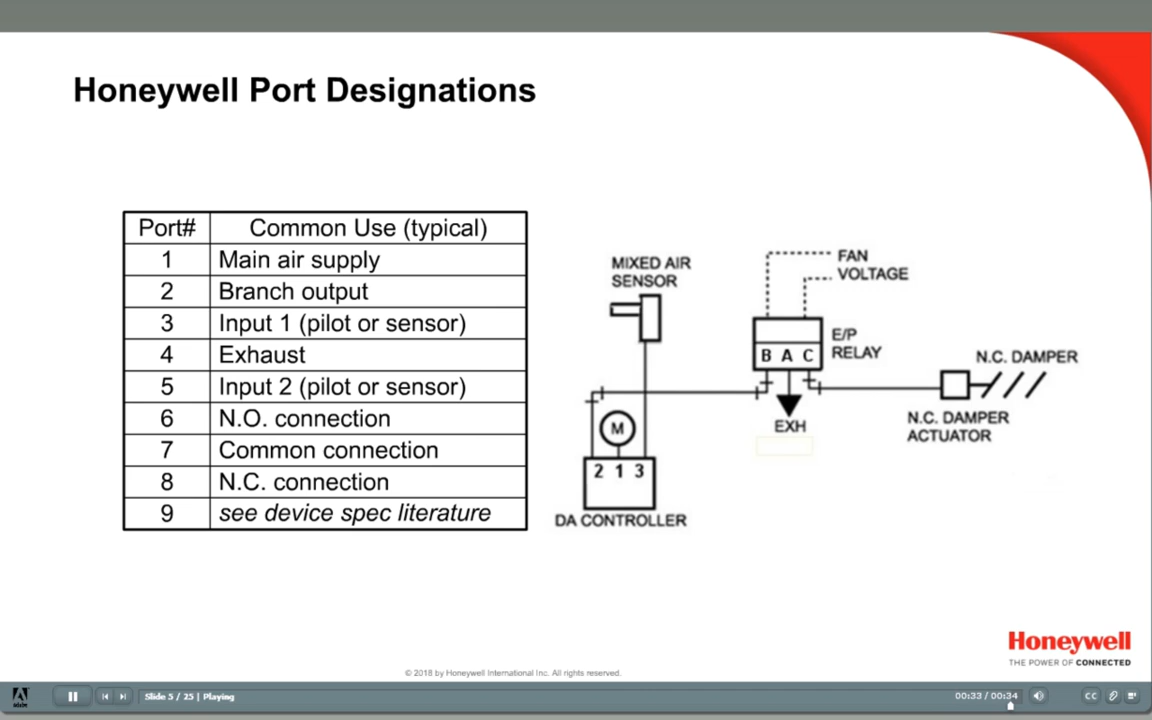 Honeywell Port Designations
Port# Common Use (typical)
1 Main air supply
2 Branch output
3 Input 1 (pilot or sensor)
4 Exhaust
5 Input 2 (pilot or sensor)
6 N.O. connection
7 Common connection
8 N.C. connection
9 see device spec literature
MIXED AIR
SENSOR
FAN
VOLTAGE
E/P
RELAY
B A C
EXH
N.C. DAMPER
N.C. DAMPER
ACTUATOR
M
2 1 3
DA CONTROLLER
Honeywell
THE POWER OF CONNECTED
© 2018 by Honeywell International Inc. All rights reserved.
Adobe
Slide 5 / 25 | Playing
00:33 / 00:34
CC